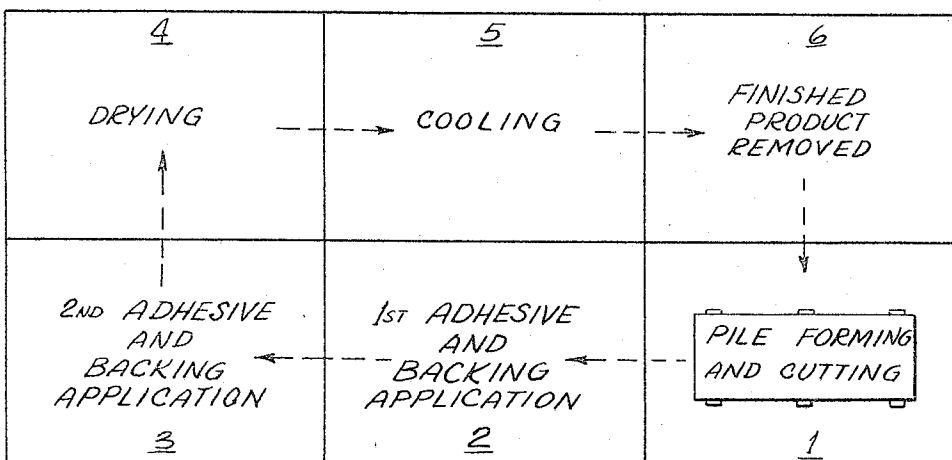 4
DRYING
5
COOLING
6
FINISHED
PRODUCT
REMOVED
2ND ADHESIVE
AND
BACKING
APPLICATION
3
1ST ADHESIVE
AND
BACKING
APPLICATION
2
PILE FORMING
AND CUTTING
1